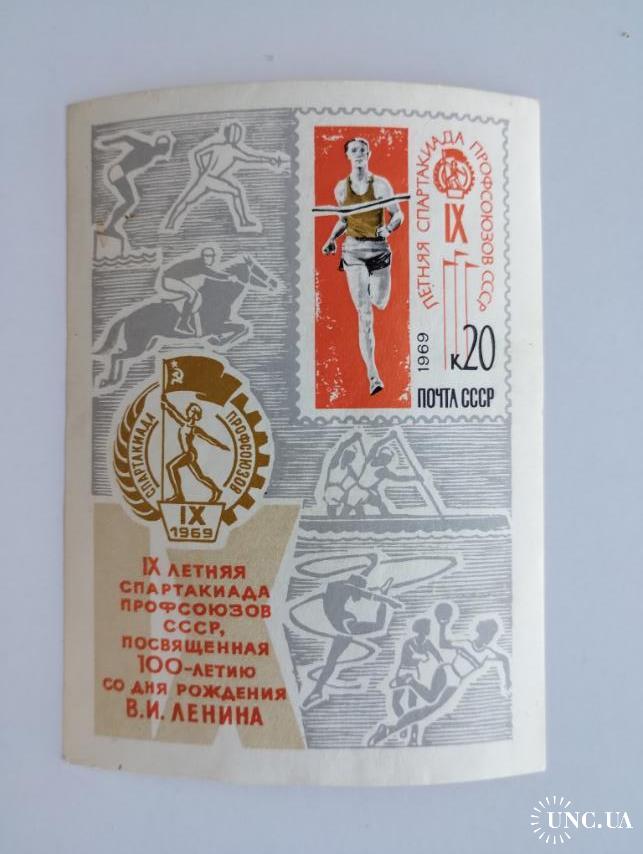 ЛЕТНЯЯ СПАРТАКИАДА ПРОФСОЮЗОВ СССР
IX
1969
к20
ПОЧТА СССР
СПАРТАКИАДА ПРОФСОЮЗОВ
IX
1969
IX ЛЕТНЯЯ
СПАРТАКИАДА
ПРОФСОЮЗОВ
СССР,
ПОСВЯЩЕННАЯ
100-ЛЕТИЮ
СО ДНЯ РОЖДЕНИЯ
В.И. ЛЕНИНА
UNC.UA